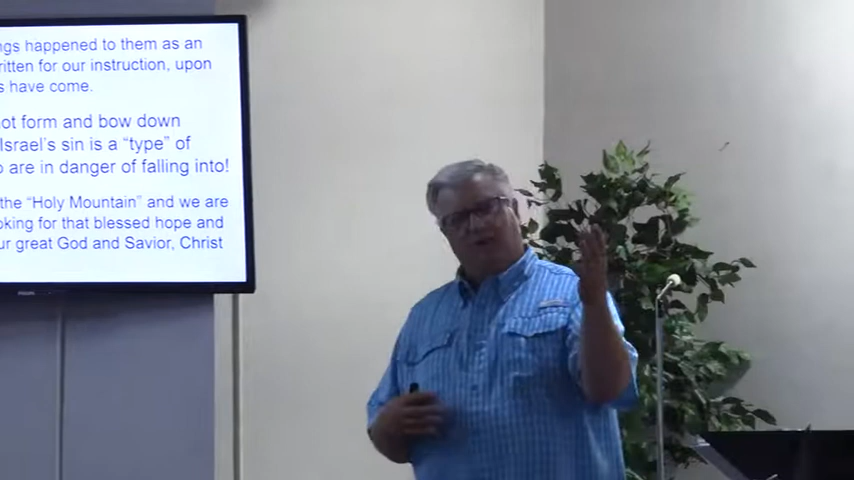 ngs happened to them as an
ritten for our instruction, upon
s have come.
ot form and bow down
Israel's sin is a “type” of
o are in danger of falling into!
the “Holy Mountain” and we are
oking for that blessed hope and
ur great God and Savior, Christ